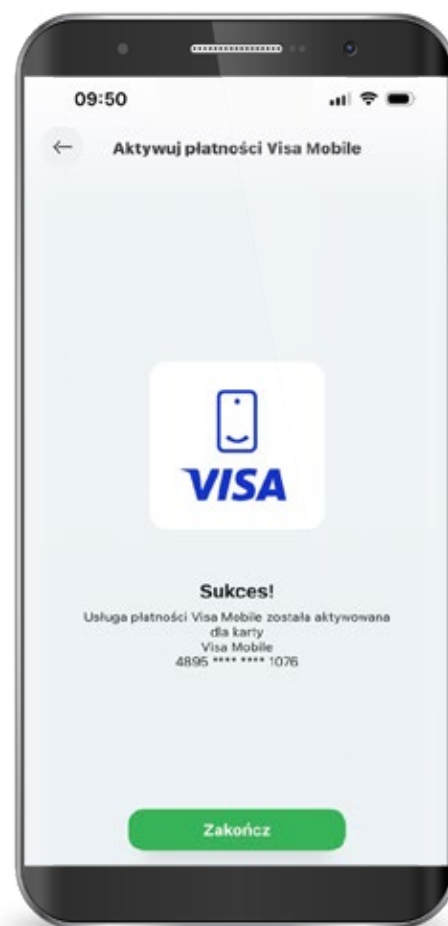 09:50
Aktywuj płatności Visa Mobile
VISA
Sukces!
Usługa płatności Visa Mobile została aktywowana
dla karty
Visa Mobile
4895 **** **** 1076
Zakończ